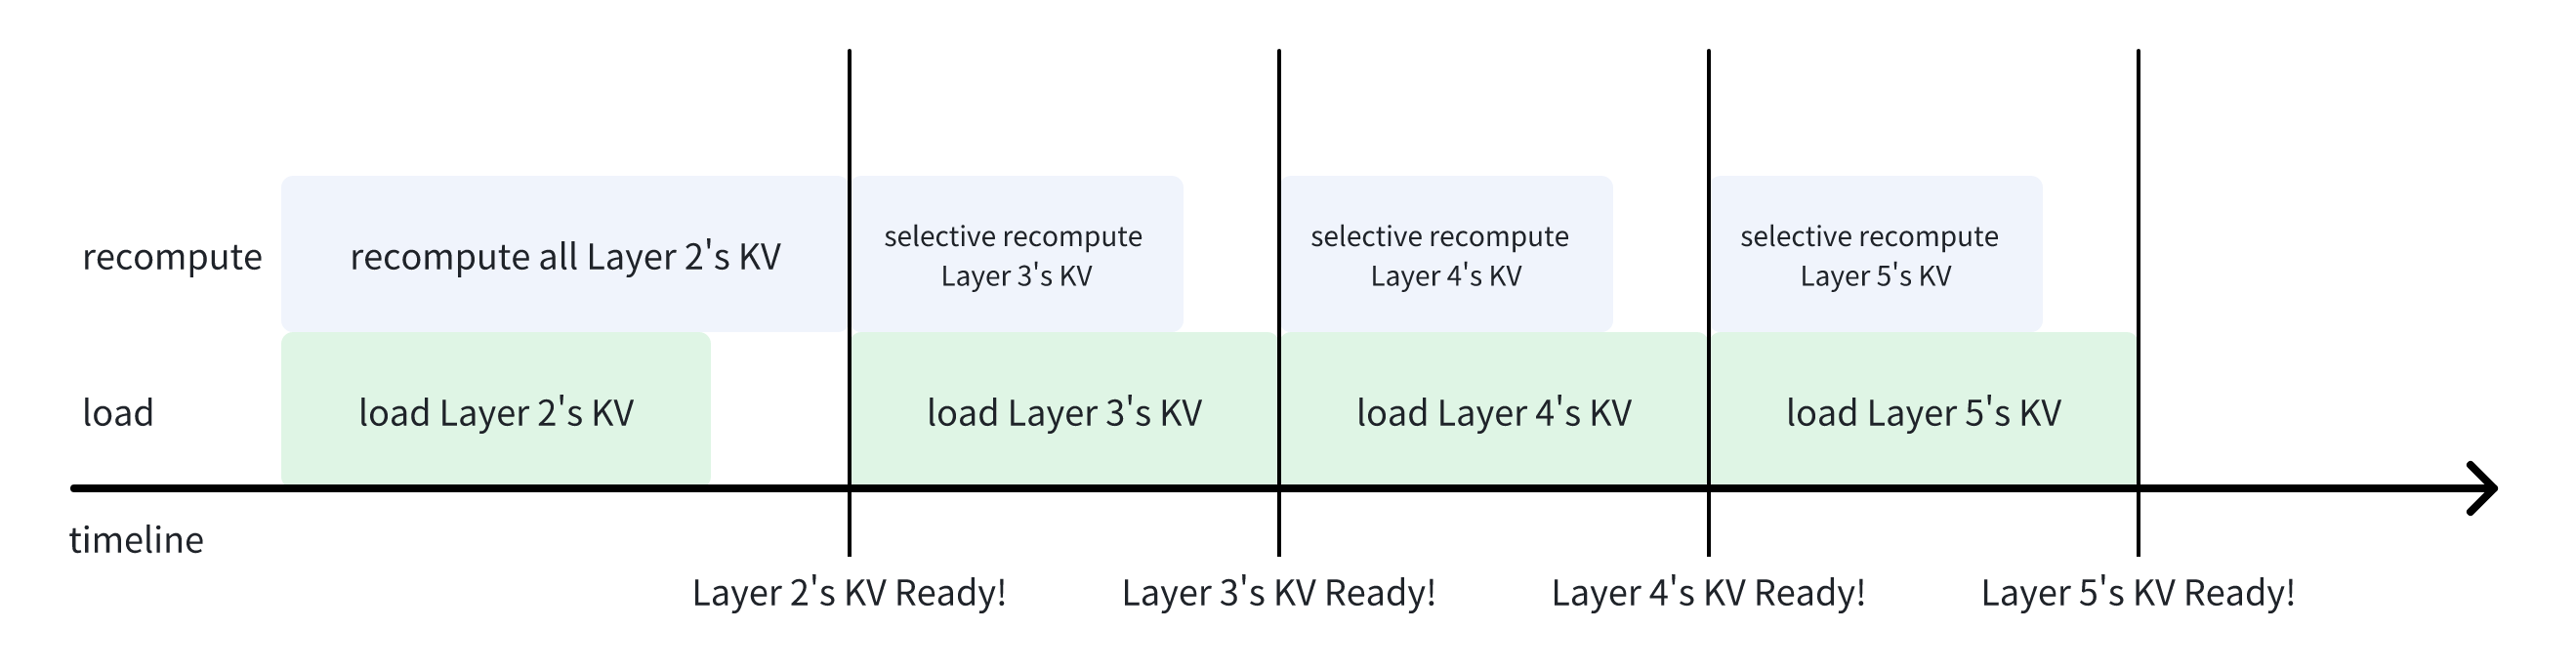 recompute
recompute all Layer 2's KV
selective recompute
Layer 3's KV
selective recompute
Layer 4's KV
selective recompute
Layer 5's KV
load
load Layer 2's KV
load Layer 3's KV
load Layer 4's KV
load Layer 5's KV
timeline
Layer 2's KV Ready!
Layer 3's KV Ready!
Layer 4's KV Ready!
Layer 5's KV Ready!